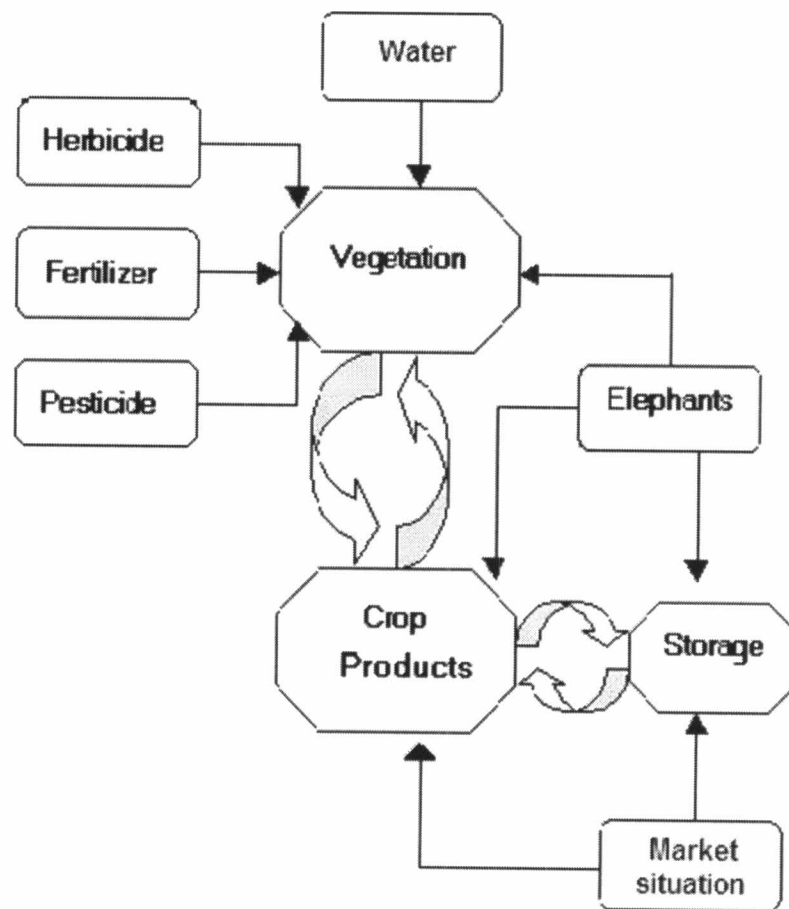 Water
Herbicide
Fertilizer
Vegetation
Pesticide
Elephants
Crop
Products
Storage
Market
situation